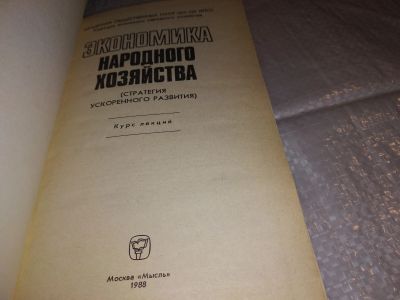 ЭКОНОМИКА
НАРОДНОГО
ХОЗЯЙСТВА
(СТРАТЕГИЯ
УСКОРЕННОГО РАЗВИТИЯ)
Курс лекций
Москва «Мысль»
1988